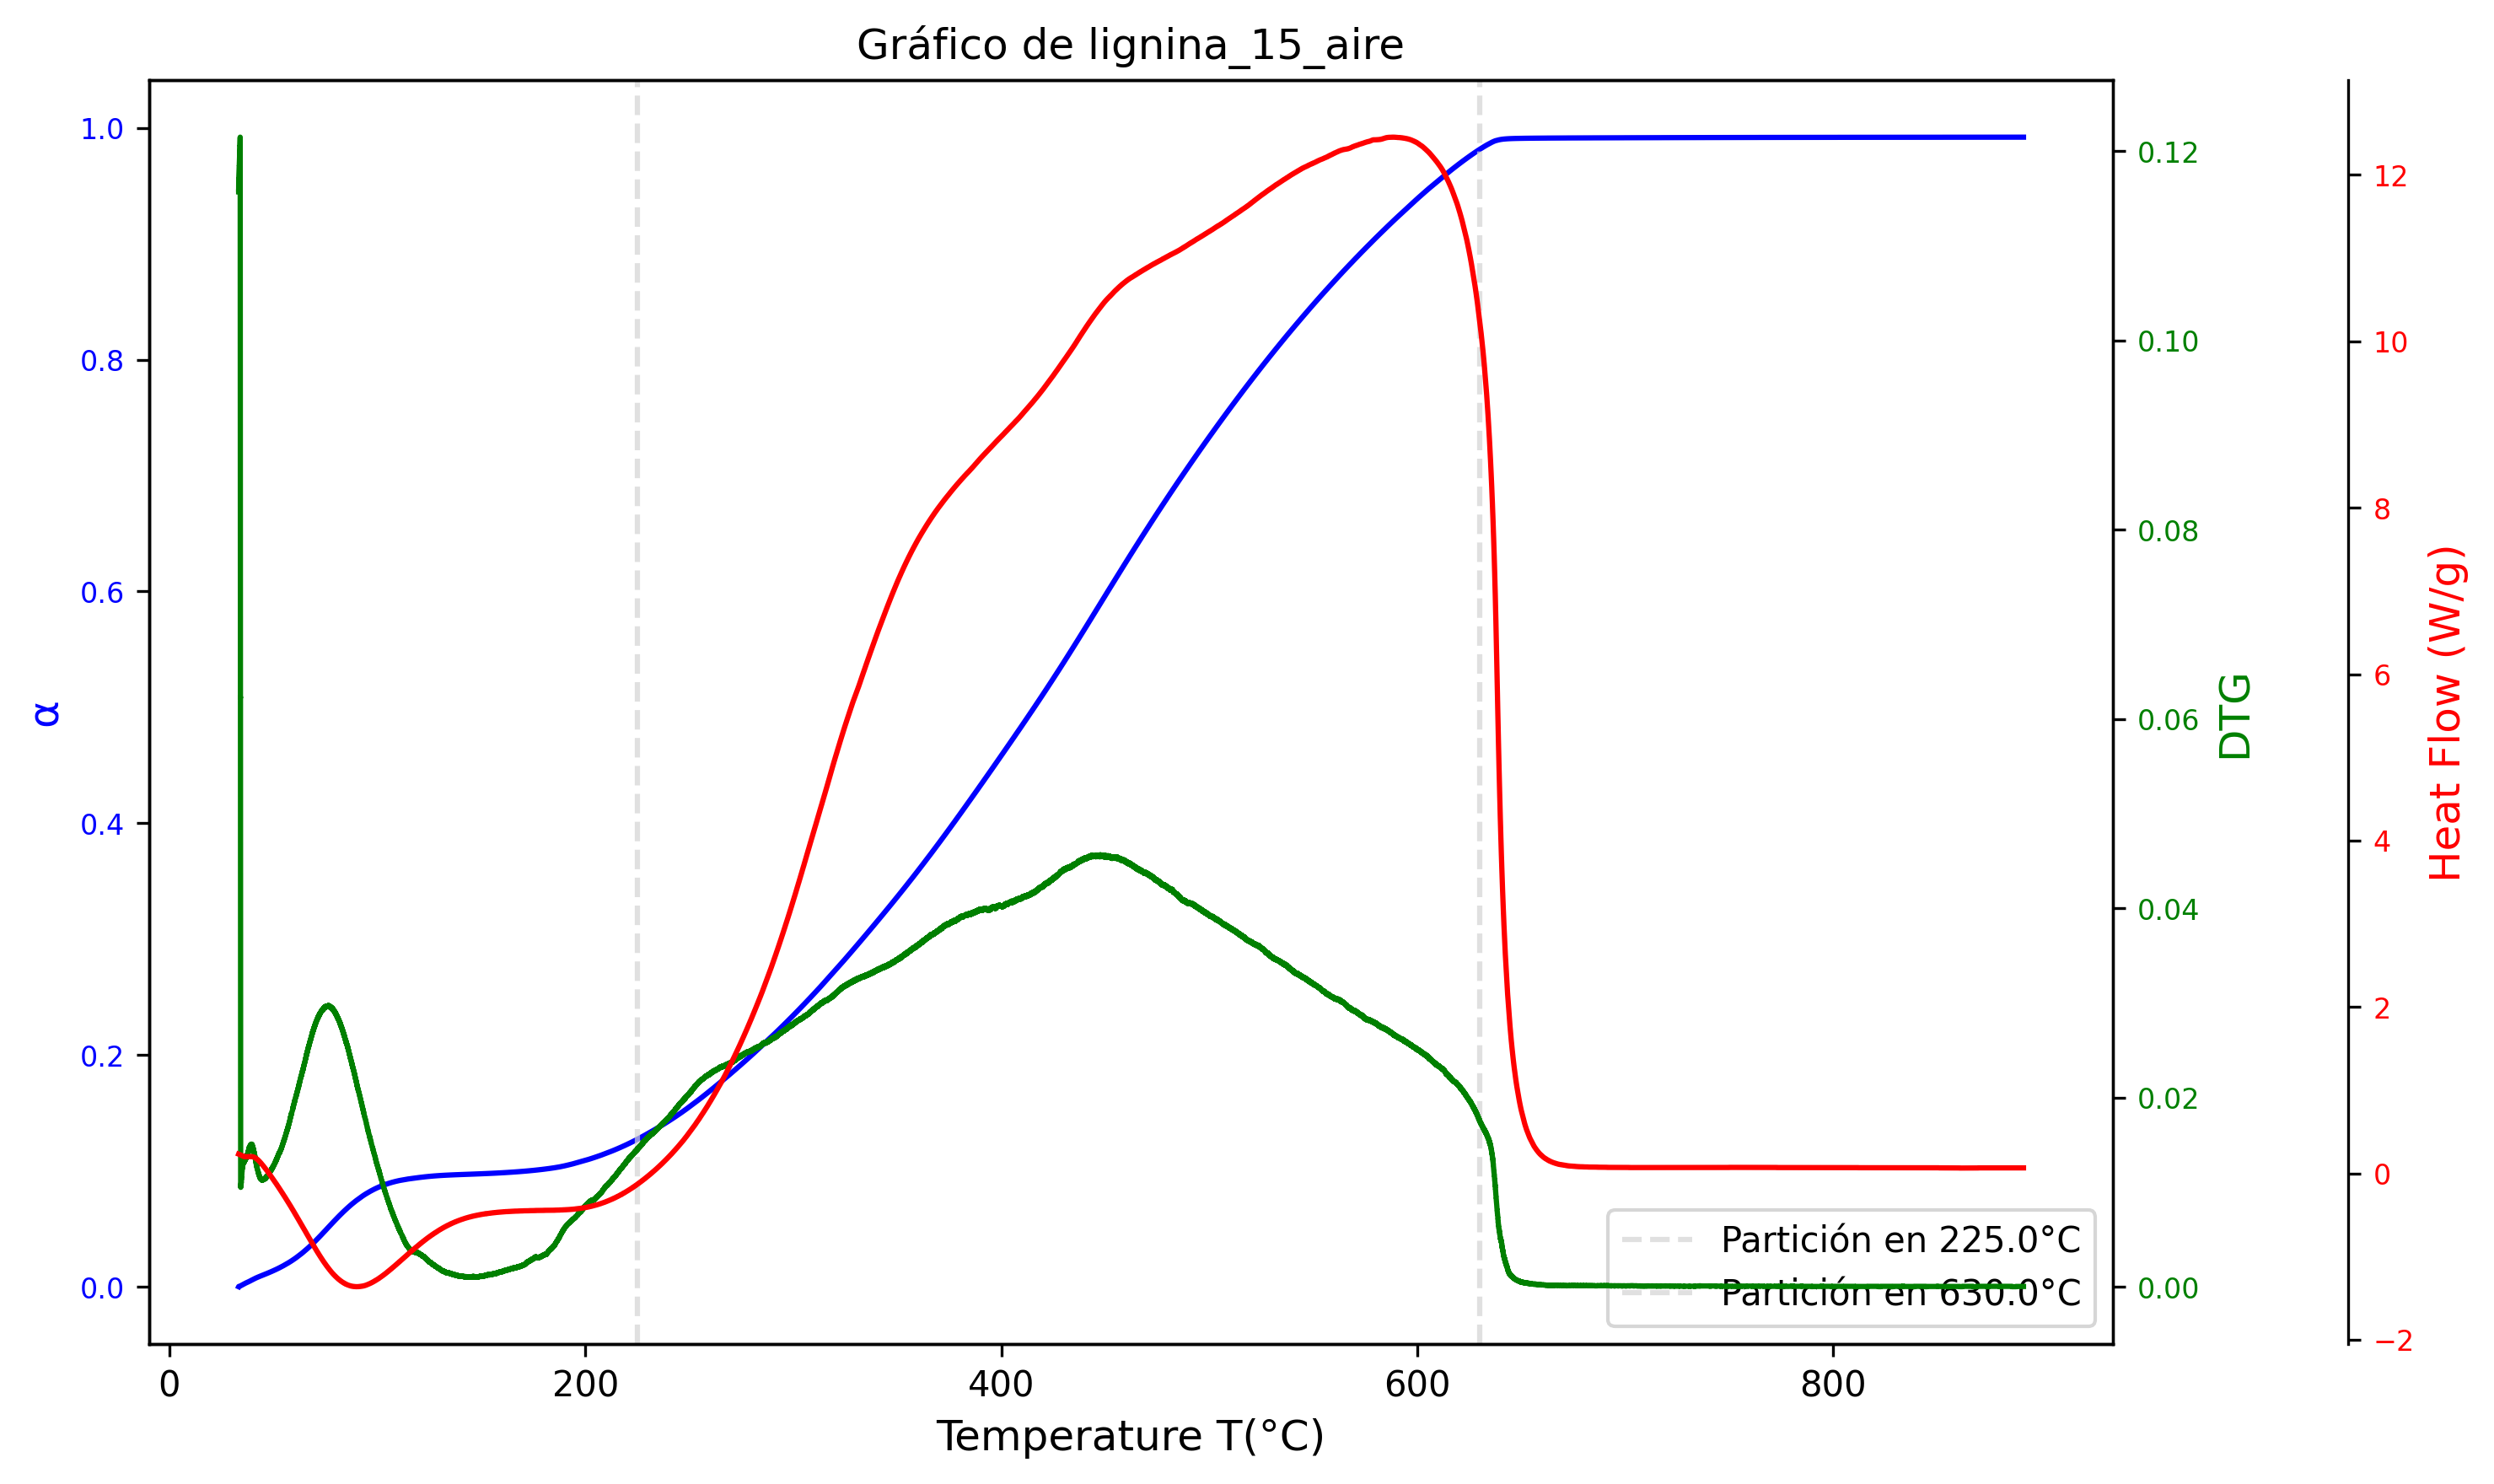 Gráfico de lignina_15_aire
1.0
0.8
0.6
0.4
0.2
0.0
α
0.12
0.10
0.08
0.06
0.04
0.02
0.00
DTG
12
10
8
6
4
2
0
−2
Heat Flow (W/g)
Partición en 225.0°C
Partición en 630.0°C
0 200 400 600 800
Temperature T(°C)